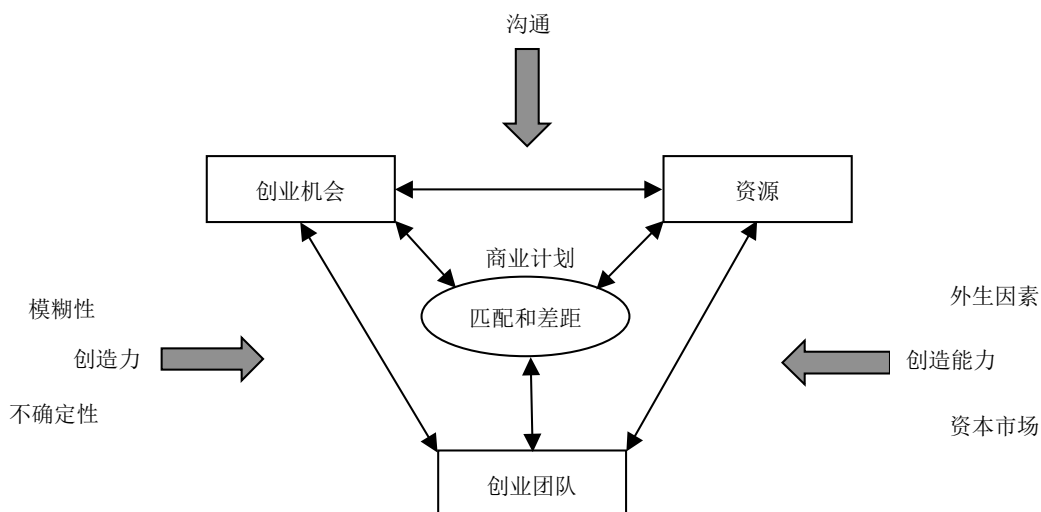 沟通
创业机会
资源
商业计划
匹配和差距
模糊性
创造力
不确定性
外生因素
创造能力
资本市场
创业团队